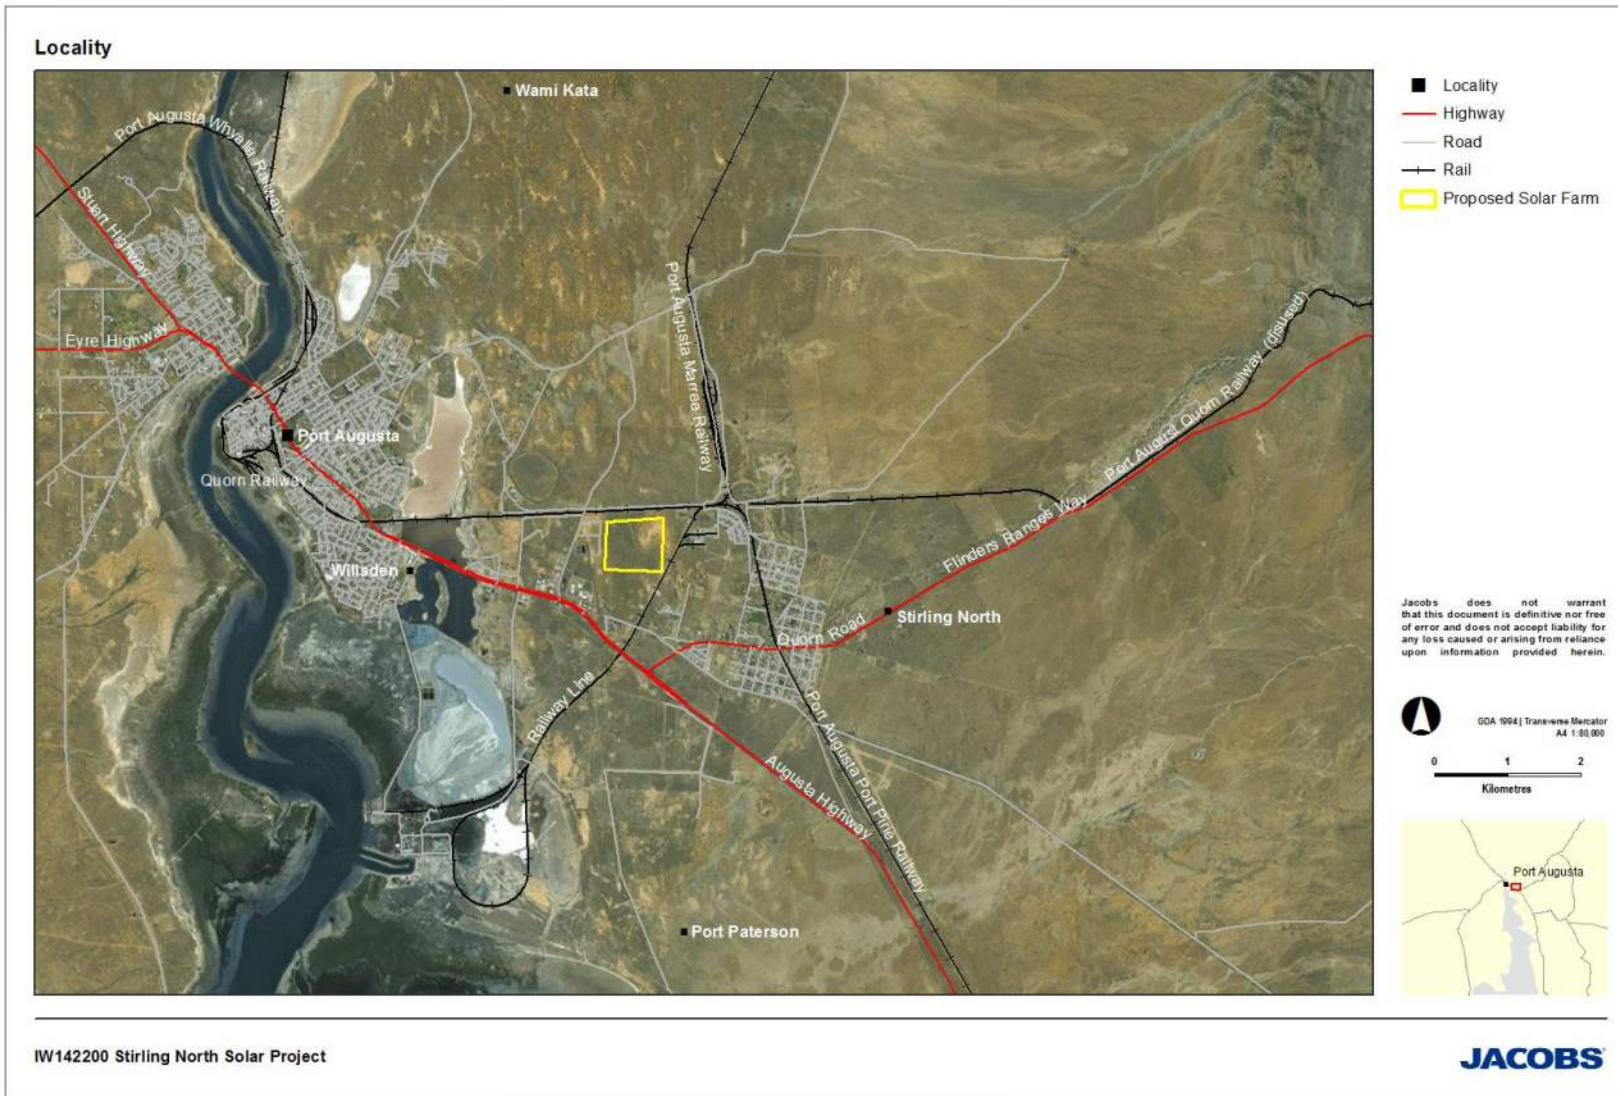 Locality
Wami Kata
Port Augusta Whyalla Railway
Stuart Highway
Eyre Highway
Port Augusta Marree Railway
Port August Quorn Railway (disused)
Port Augusta
Quorn Railway
Flinders Ranges Way
Willsden
Stirling North
Quorn Road
Railway Line
Port Augusta Port Pirie Railway
Augusta Highway
Port Paterson
Locality
Highway
Road
Rail
Proposed Solar Farm
Jacobs does not warrant
that this document is definitive nor free
of error and does not accept liability for
any loss caused or arising from reliance
upon information provided herein.
GDA 1994 | Transverse Mercator
A4 1:80,000
0 1 2
Kilometres
Port Augusta
IW142200 Stirling North Solar Project
JACOBS